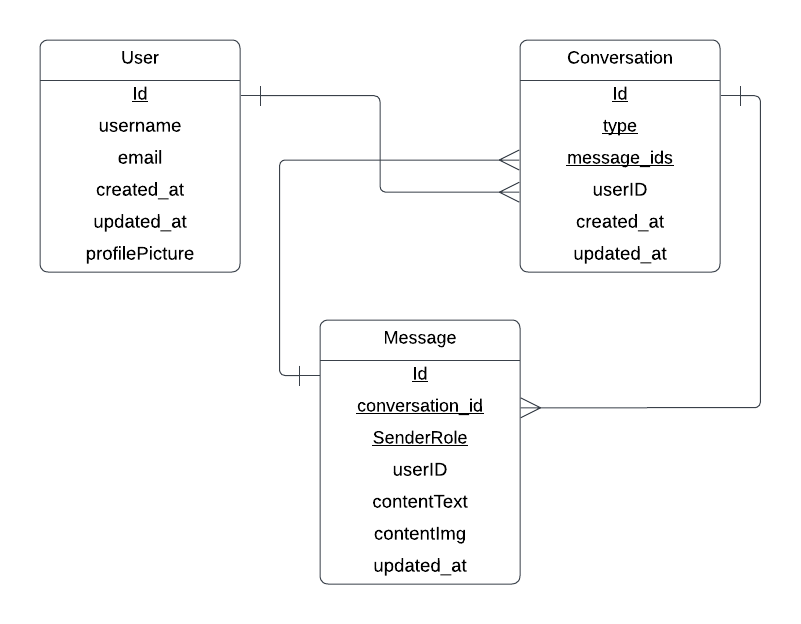 User
Id
username
email
created_at
updated_at
profilePicture
Conversation
Id
type
message_ids
userID
created_at
updated_at
Message
Id
conversation_id
SenderRole
userID
contentText
contentImg
updated_at